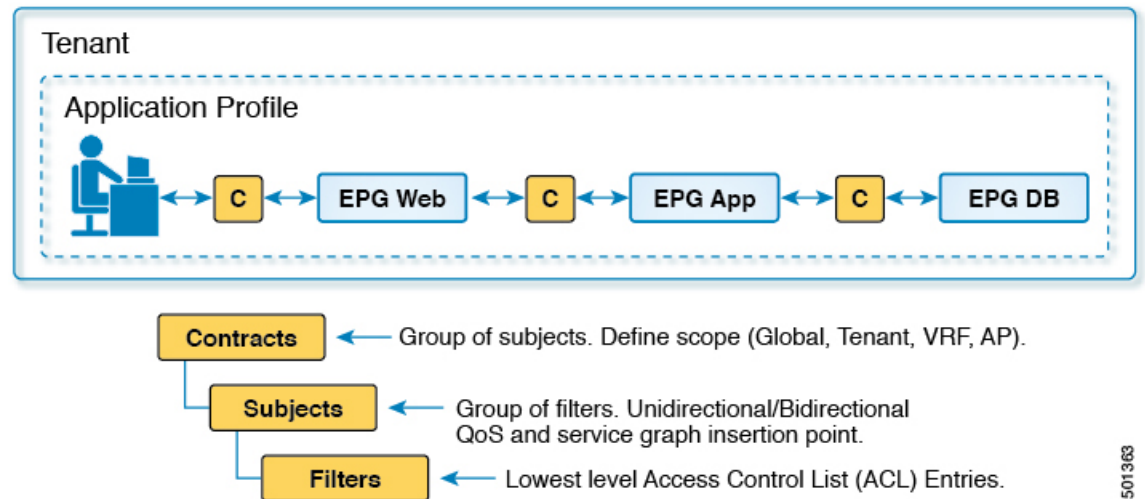 Tenant
Application Profile
C
EPG Web
C
EPG App
C
EPG DB
Contracts
Group of subjects. Define scope (Global, Tenant, VRF, AP).
Subjects
Group of filters. Unidirectional/Bidirectional
QoS and service graph insertion point.
Filters
Lowest level Access Control List (ACL) Entries.
501363